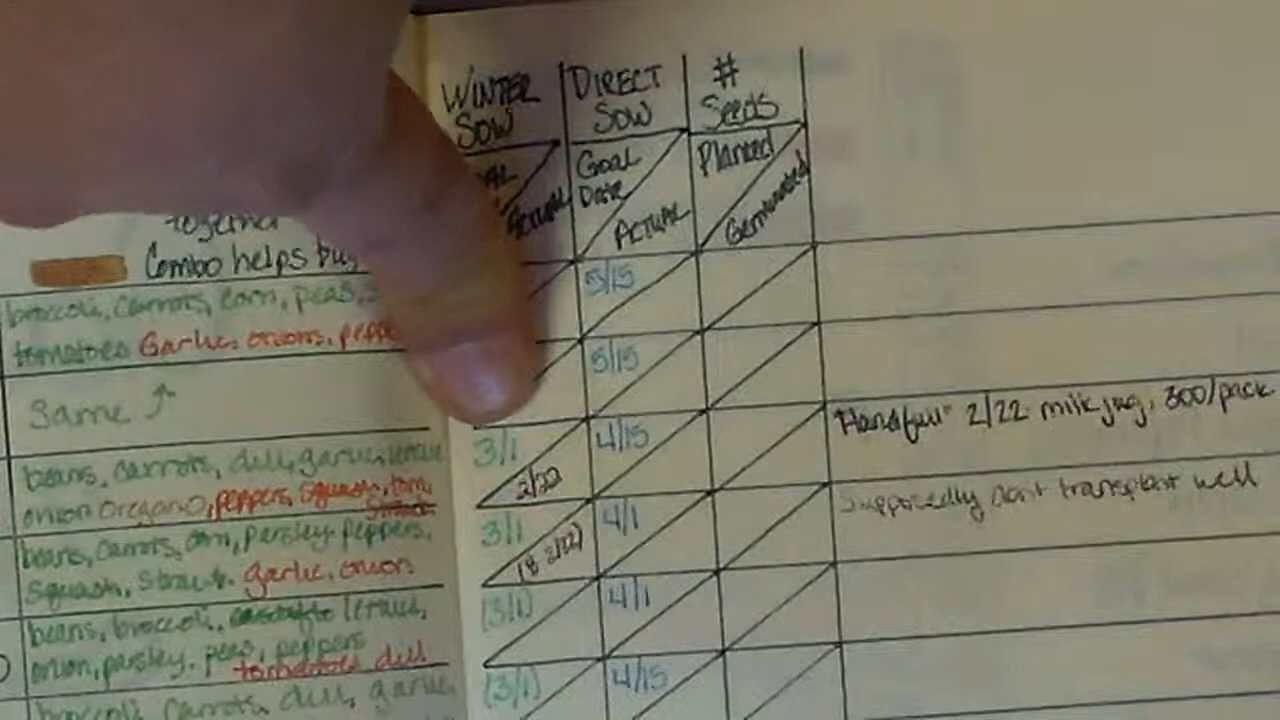 WINTER SOW
DIRECT SOW
# Seeds
ACTUAL
Goal Date
ACTUAL
Planted
Germinated
together
Combo helps
broccoli, carrots, corn, peas,
tomatoes Garlic, onions,
5/15
Same ↑
5/15
beans, carrots, dill, garlic, lettuce
onion oregano, peppers, squash, tom.
3/1
2/22
4/15
"Handful" 2/22 milk jug. 300/pack
beans, carrots, corn, parsley peppers,
squash, garlic, onion.
3/1
4/1
Supposedly don't transplant well
beans, broccoli, lettuce,
onion, parsley, peas, peppers
tomatoes dill
(3/1)
4/1
broccoli, carrots, dill, garlic,
(3/1)
4/15